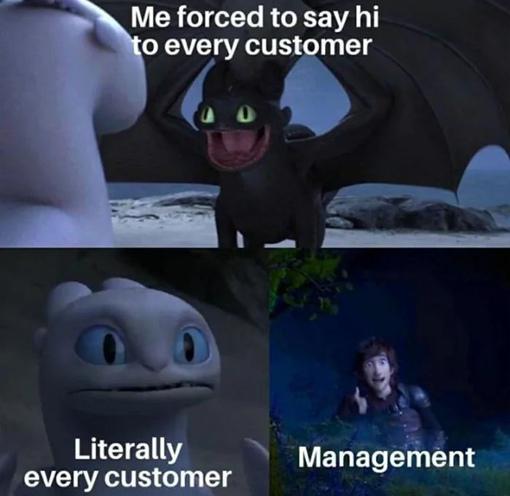 Me forced to say hi
to every customer
Literally
every customer
Management